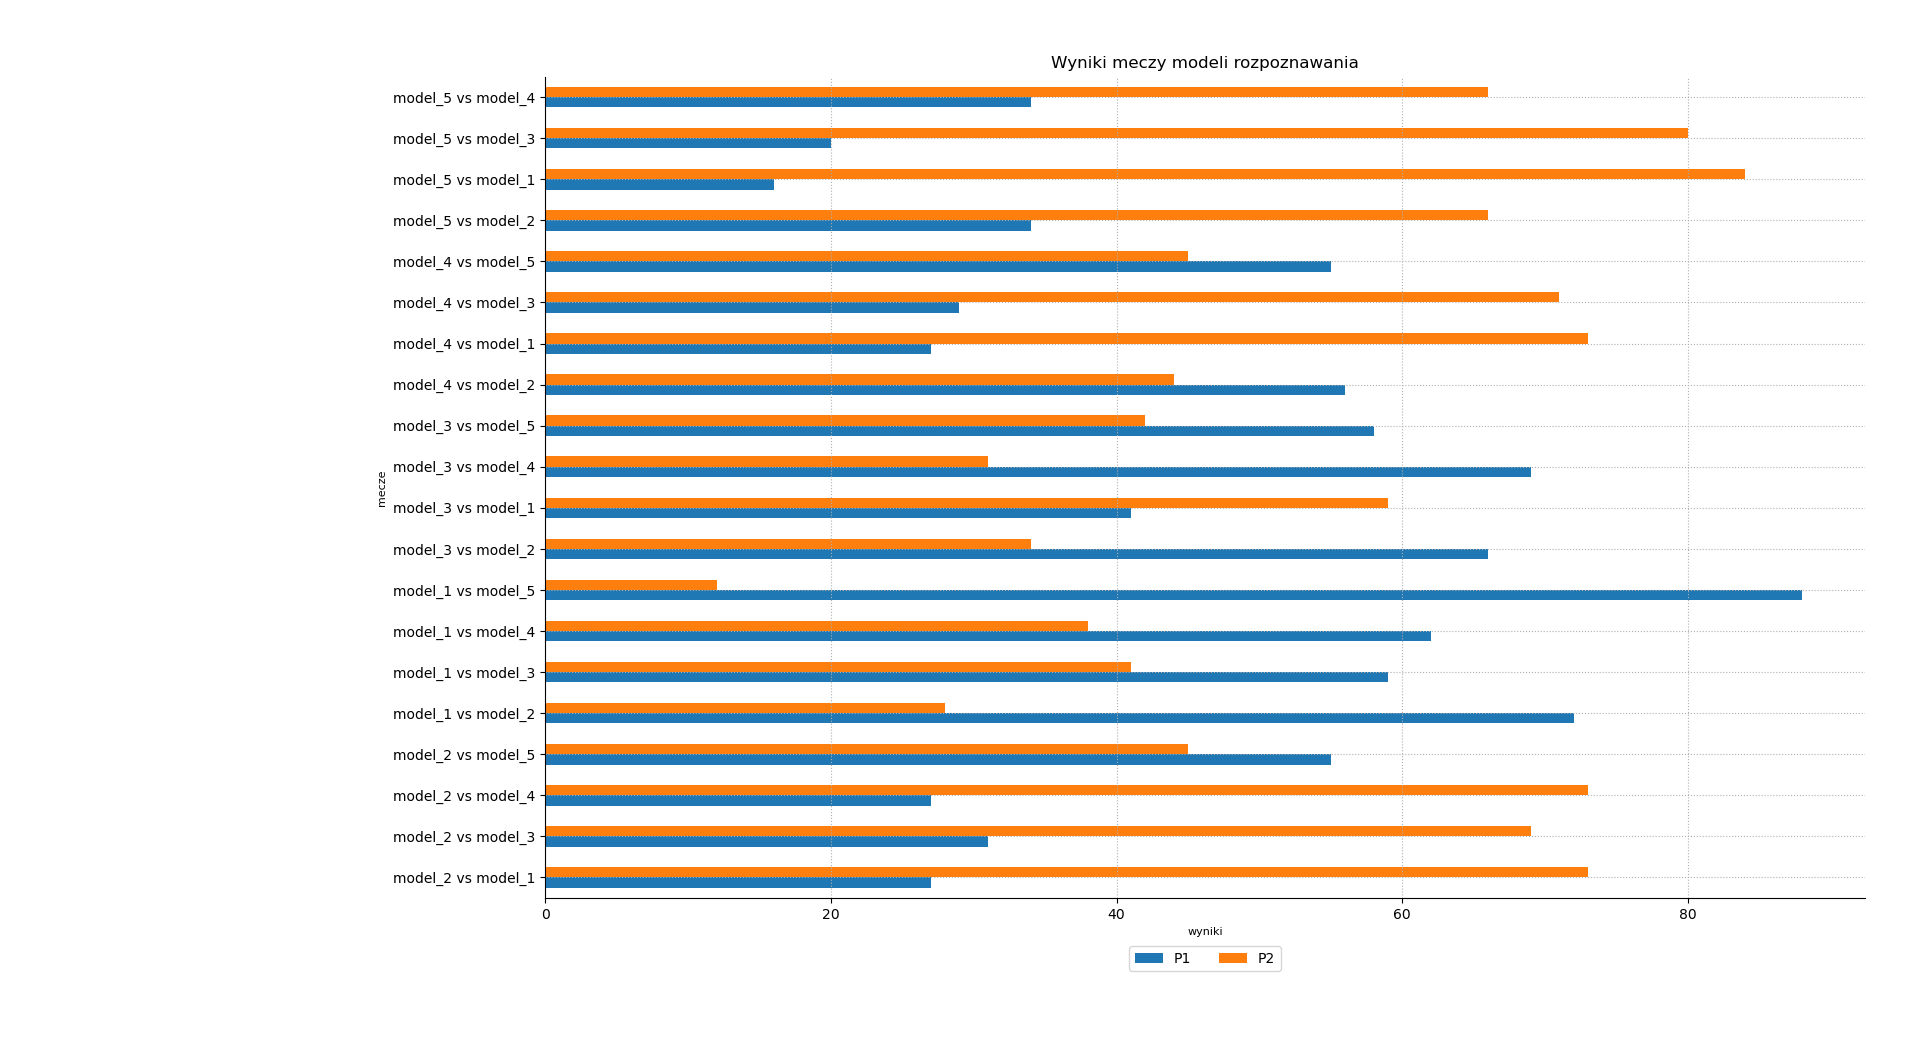 Wyniki meczy modeli rozpoznawania
model_5 vs model_4
model_5 vs model_3
model_5 vs model_1
model_5 vs model_2
model_4 vs model_5
model_4 vs model_3
model_4 vs model_1
model_4 vs model_2
model_3 vs model_5
model_3 vs model_4
mecze
model_3 vs model_1
model_3 vs model_2
model_1 vs model_5
model_1 vs model_4
model_1 vs model_3
model_1 vs model_2
model_2 vs model_5
model_2 vs model_4
model_2 vs model_3
model_2 vs model_1
0 20 40 60 80
wyniki
P1 P2